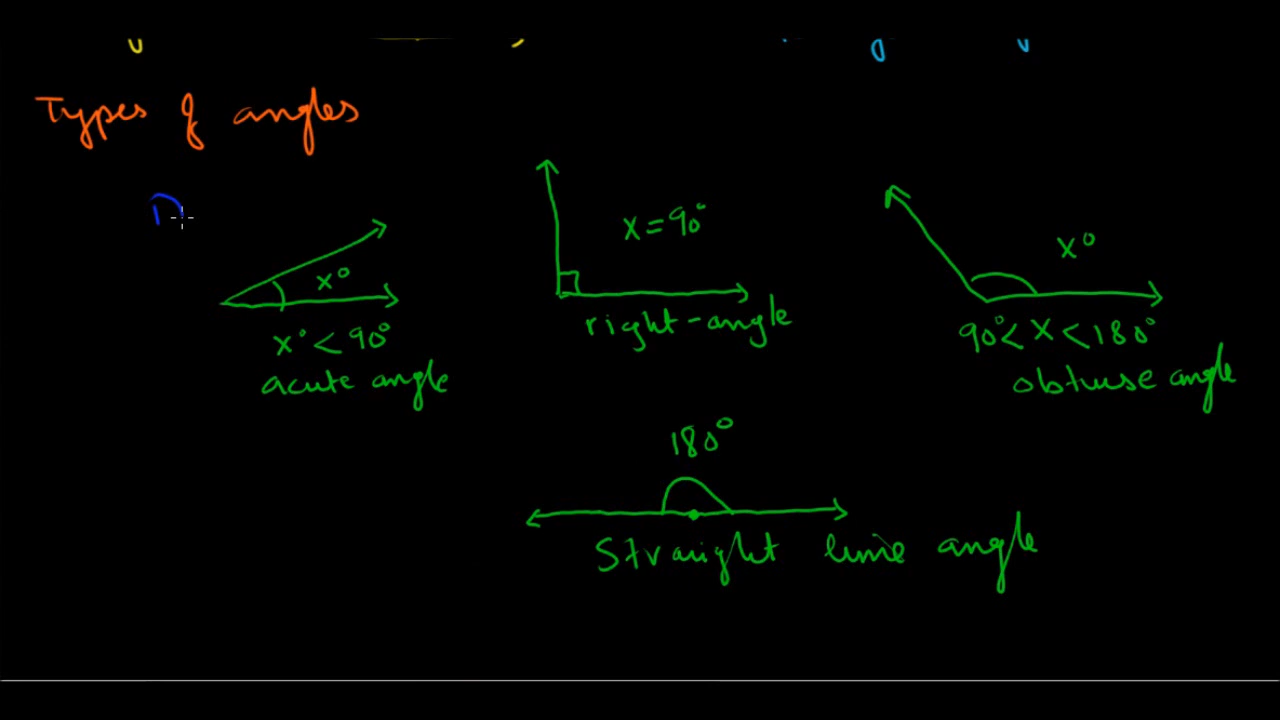 Types of angles
x°
x° < 90°
acute angle
x = 90°
right-angle
x°
90° < x < 180°
obtuse angle
180°
Straight line angle